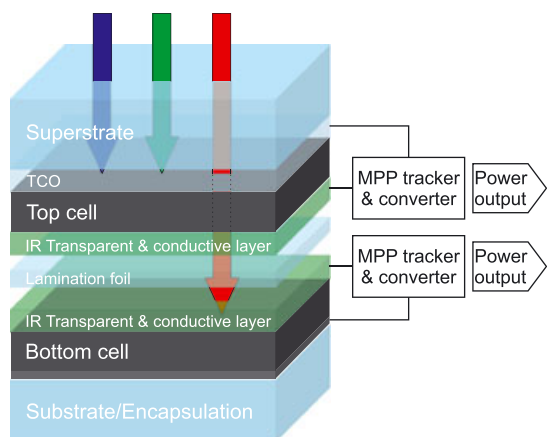 Superstrate
TCO
Top cell
IR Transparent & conductive layer
Lamination foil
IR Transparent & conductive layer
Bottom cell
Substrate/Encapsulation
MPP tracker
& converter
Power
output
MPP tracker
& converter
Power
output